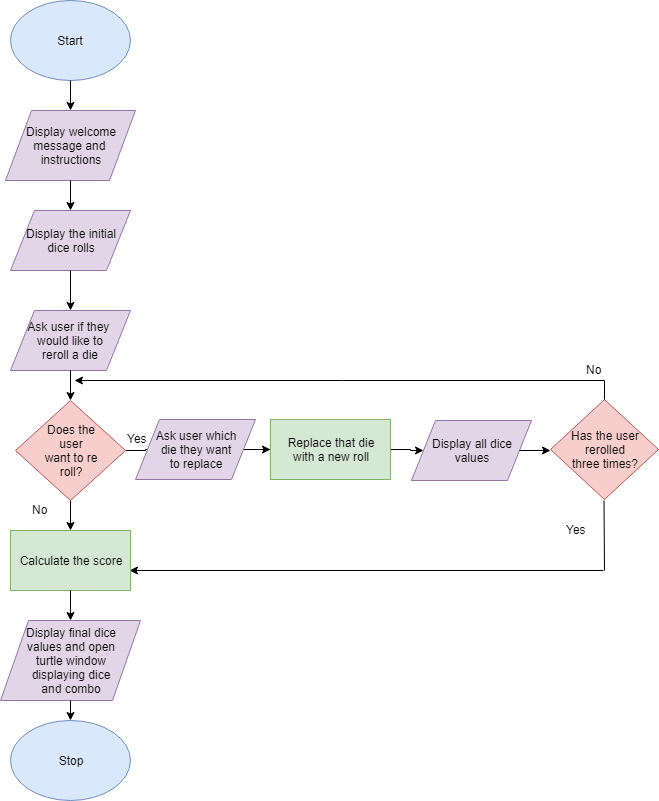 Start
Display welcome
message and
instructions
Display the initial
dice rolls
Ask user if they
would like to
reroll a die
No
Does the
user
want to re
roll?
Yes
Ask user which
die they want
to replace
Replace that die
with a new roll
Display all dice
values
Has the user
rerolled
three times?
No
Yes
Calculate the score
Display final dice
values and open
turtle window
displaying dice
and combo
Stop